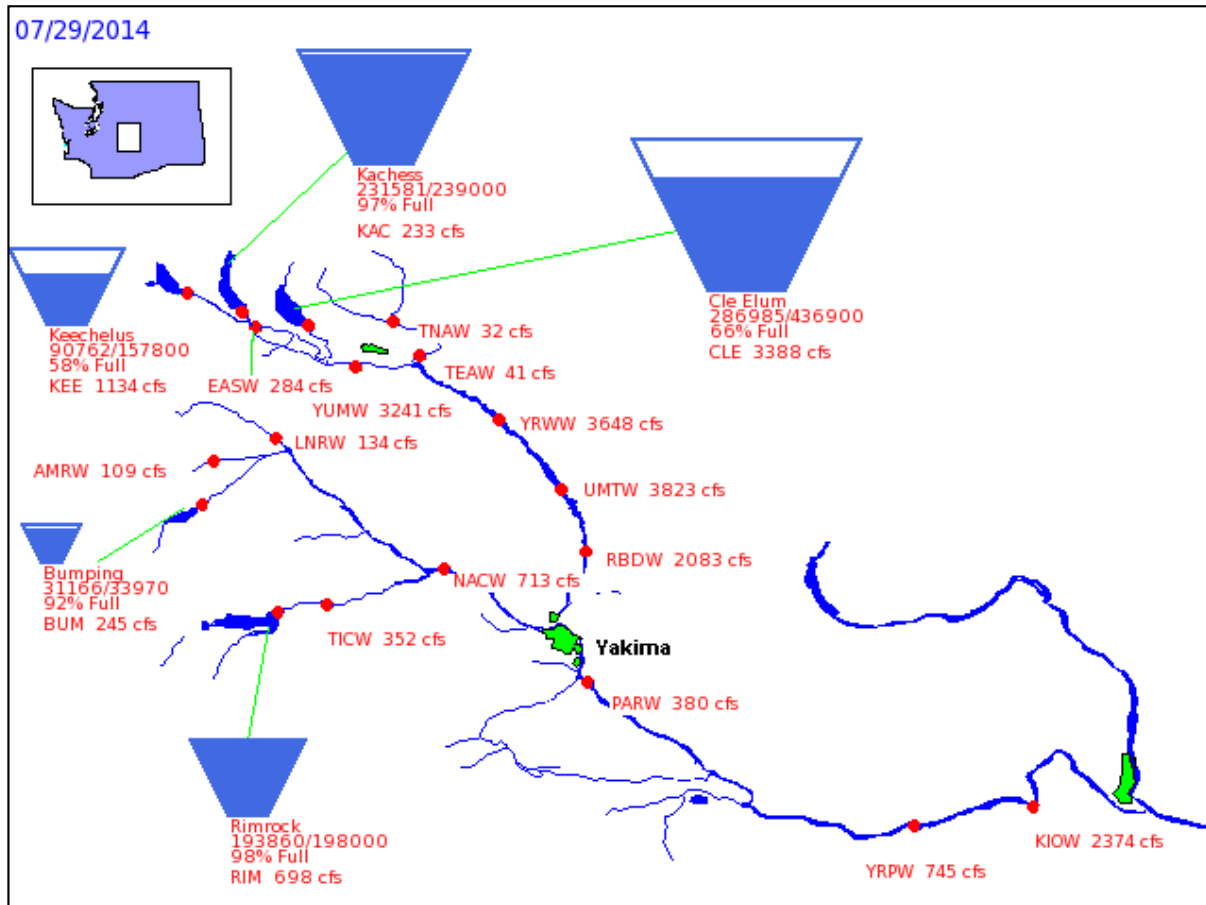 07/29/2014
Kachess
231581/239000
97% Full
KAC 233 cfs
Cle Elum
286985/436900
66% Full
CLE 3388 cfs
Keechelus
90762/157800
58% Full
KEE 1134 cfs
TNAW 32 cfs
TEAW 41 cfs
EASW 284 cfs
YUMW 3241 cfs
YRWW 3648 cfs
LNRW 134 cfs
AMRW 109 cfs
UMTW 3823 cfs
RBDW 2083 cfs
Bumping
31166/33970
92% Full
BUM 245 cfs
NACW 713 cfs
TICW 352 cfs
Yakima
PARW 380 cfs
Rimrock
193860/198000
98% Full
RIM 698 cfs
KIOW 2374 cfs
YRPW 745 cfs